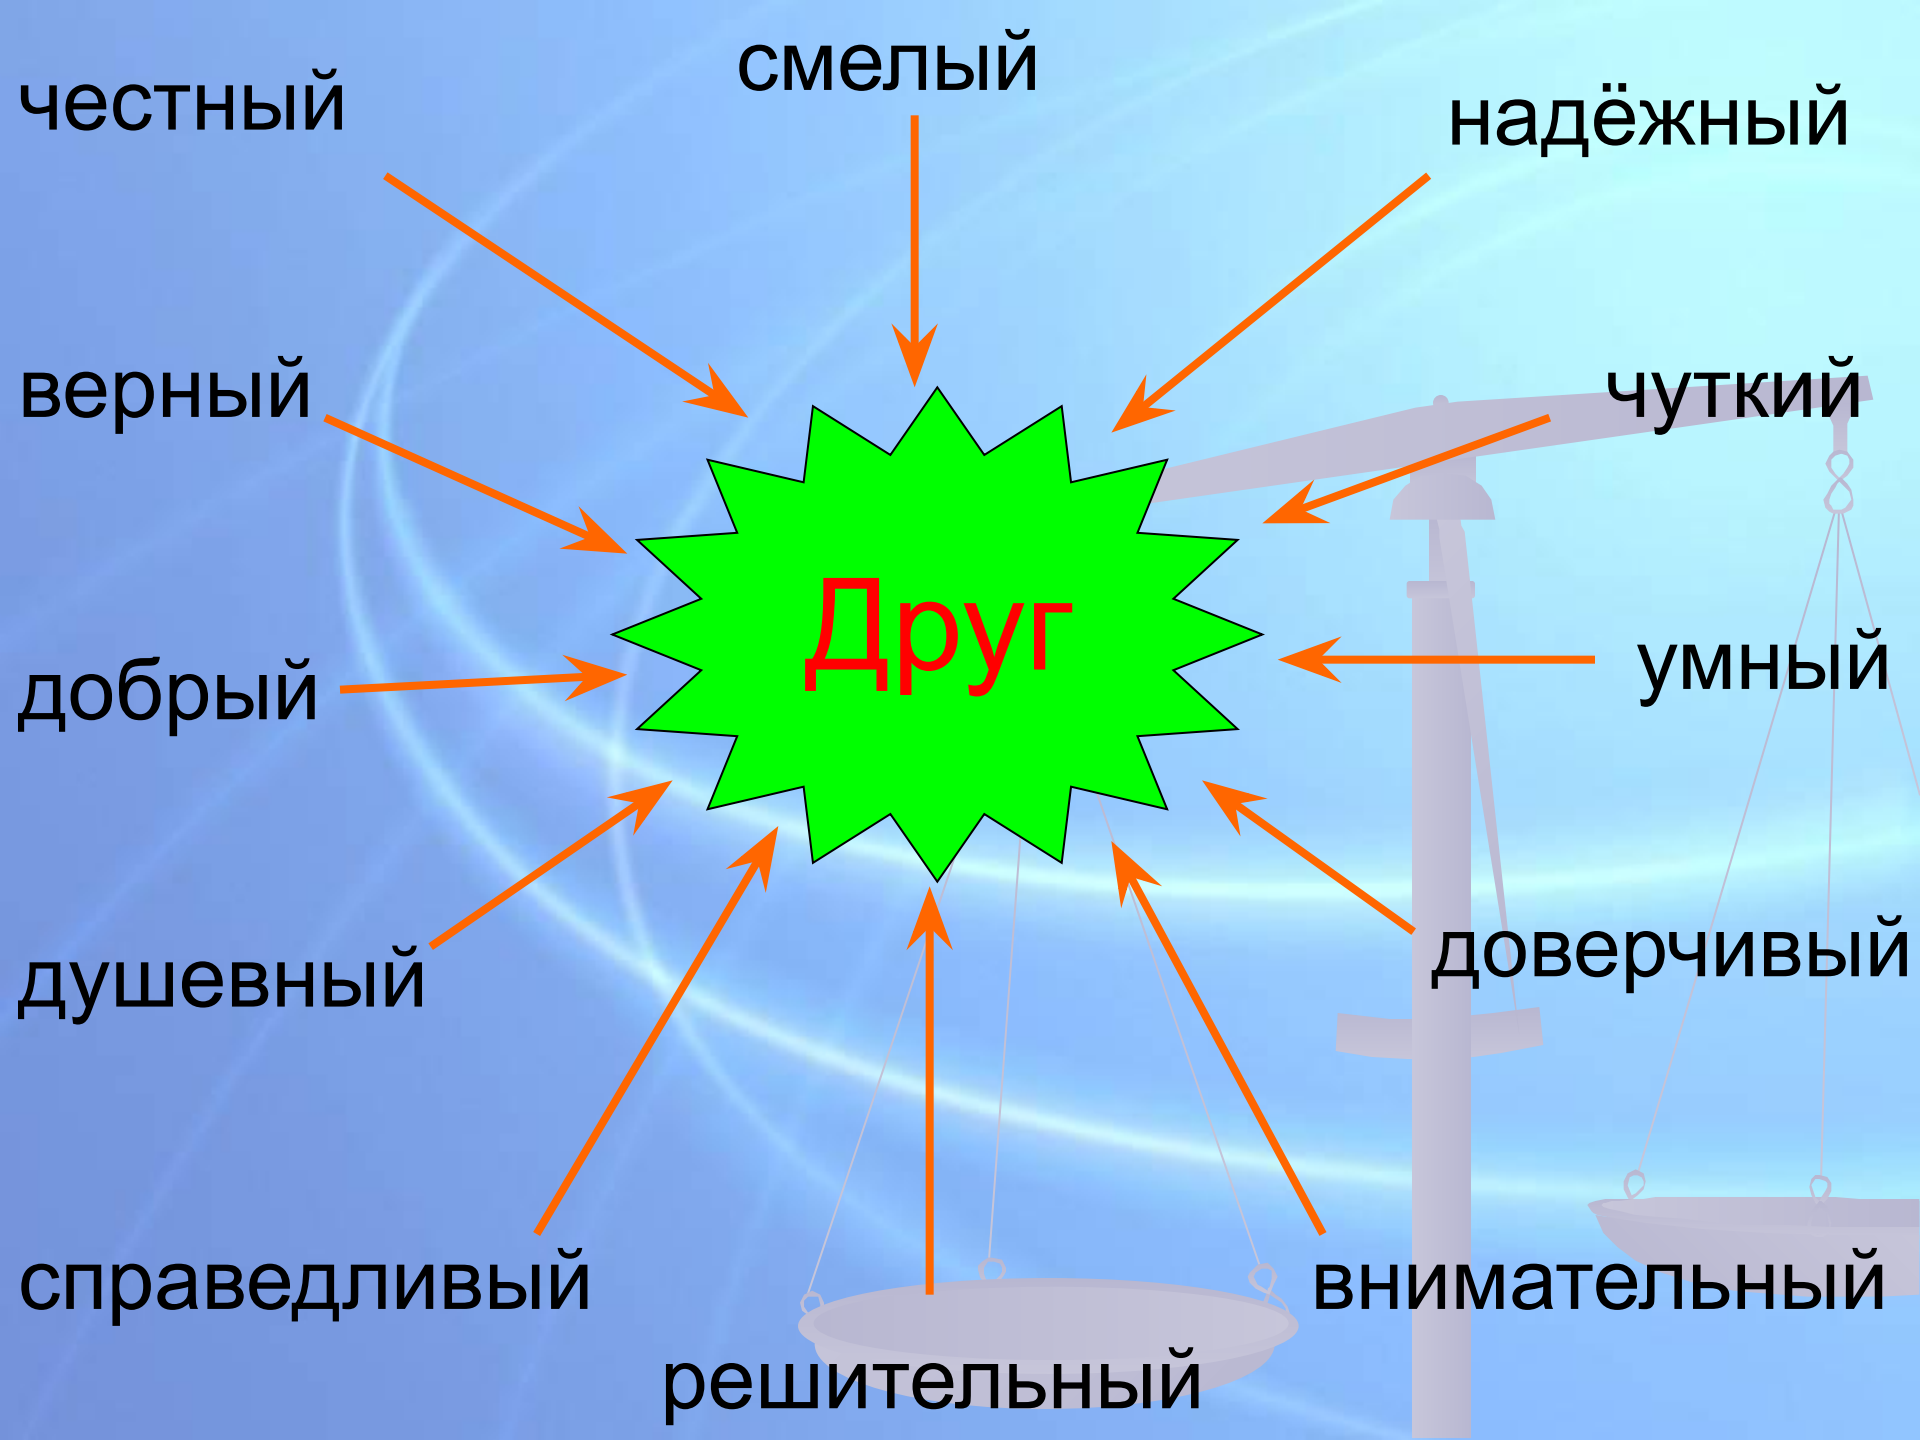 смелый
честный
надёжный
верный
чуткий
Друг
умный
добрый
доверчивый
душевный
справедливый
внимательный
решительный